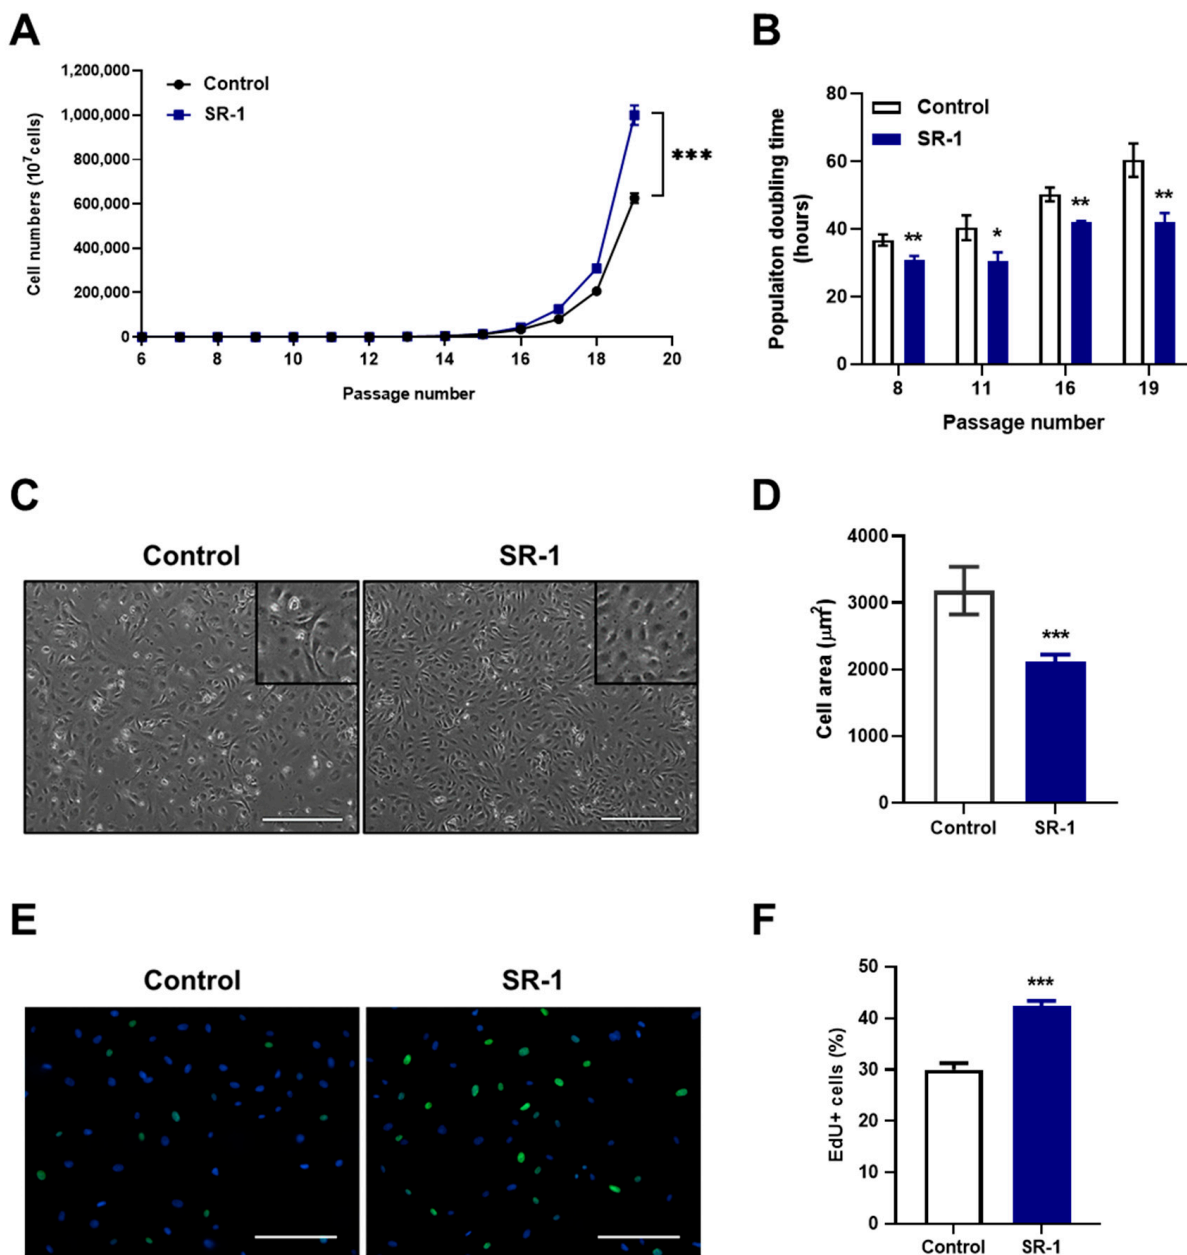 A
Cell numbers (10⁷cells)
1,200,000
1,000,000
800,000
600,000
400,000
200,000
0
Control
SR-1
***
6 8 10 12 14 16 18 20
Passage number
B
Populaiton doubling time
(hours)
80
60
40
20
0
Control
SR-1
** * ** **
8 11 16 19
Passage number
C
Control SR-1
D
Cell area (μm²)
4000
3000
2000
1000
0
***
Control SR-1
E
Control SR-1
F
EdU+ cells (%)
50
40
30
20
10
0
***
Control SR-1